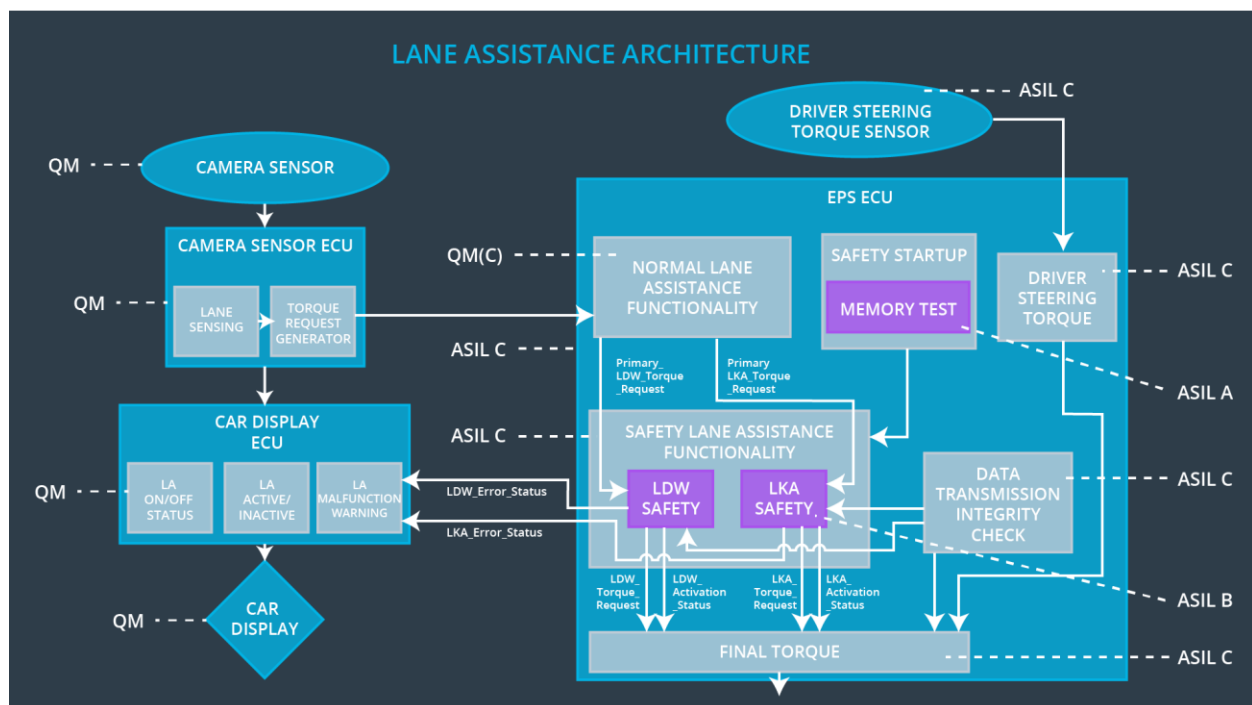 LANE ASSISTANCE ARCHITECTURE
ASIL C
DRIVER STEERING
TORQUE SENSOR
QM
CAMERA SENSOR
EPS ECU
CAMERA SENSOR ECU
QM
LANE
SENSING
TORQUE
REQUEST
GENERATOR
QM(C)
NORMAL LANE
ASSISTANCE
FUNCTIONALITY
SAFETY STARTUP
MEMORY TEST
DRIVER
STEERING
TORQUE
ASIL C
ASIL C
Primary_
LDW_Torque
_Request
Primary
LKA_Torque
_Request
ASIL A
CAR DISPLAY
ECU
QM
LA
ON/OFF
STATUS
LA
ACTIVE/
INACTIVE
LA
MALFUNCTION
WARNING
ASIL C
SAFETY LANE ASSISTANCE
FUNCTIONALITY
LDW
SAFETY
LKA
SAFETY
DATA
TRANSMISSION
INTEGRITY
CHECK
ASIL C
LDW_Error_Status
LKA_Error_Status
LDW_
Torque_
Request
LDW_
Activation
_Status
LKA_
Torque_
Request
LKA_
Activation
_Status
ASIL B
QM
CAR
DISPLAY
FINAL TORQUE
ASIL C